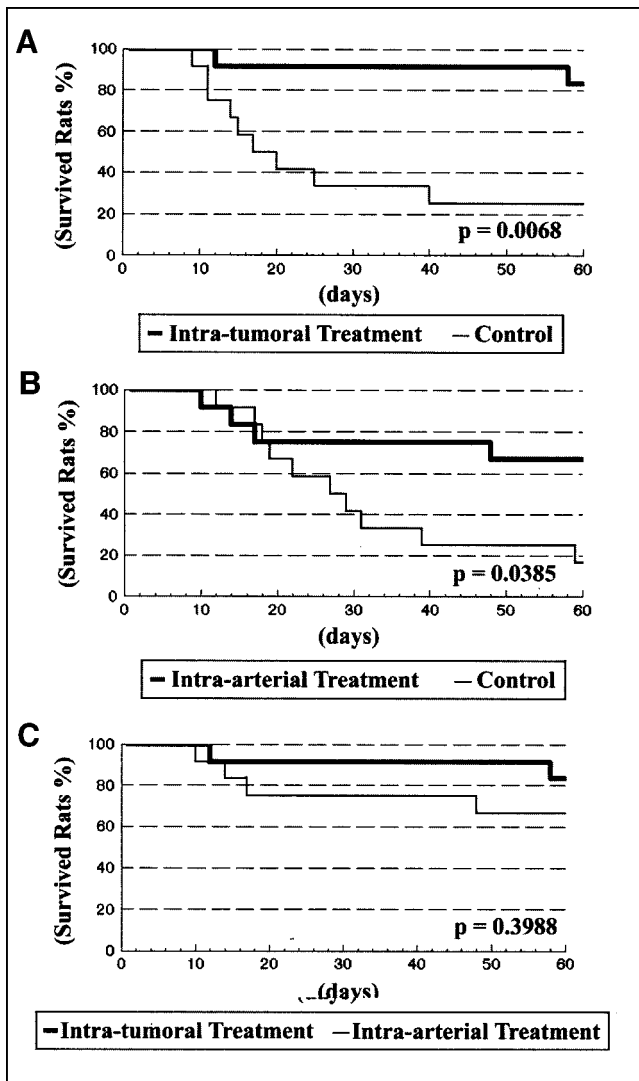 A
(Survived Rats %)
100
80
60
40
20
0
p = 0.0068
0 10 20 30 40 50 60
(days)
Intra-tumoral Treatment Control
B
(Survived Rats %)
100
80
60
40
20
0
p = 0.0385
0 10 20 30 40 50 60
(days)
Intra-arterial Treatment Control
C
(Survived Rats %)
100
80
60
40
20
0
p = 0.3988
0 10 20 30 40 50 60
(days)
Intra-tumoral Treatment Intra-arterial Treatment